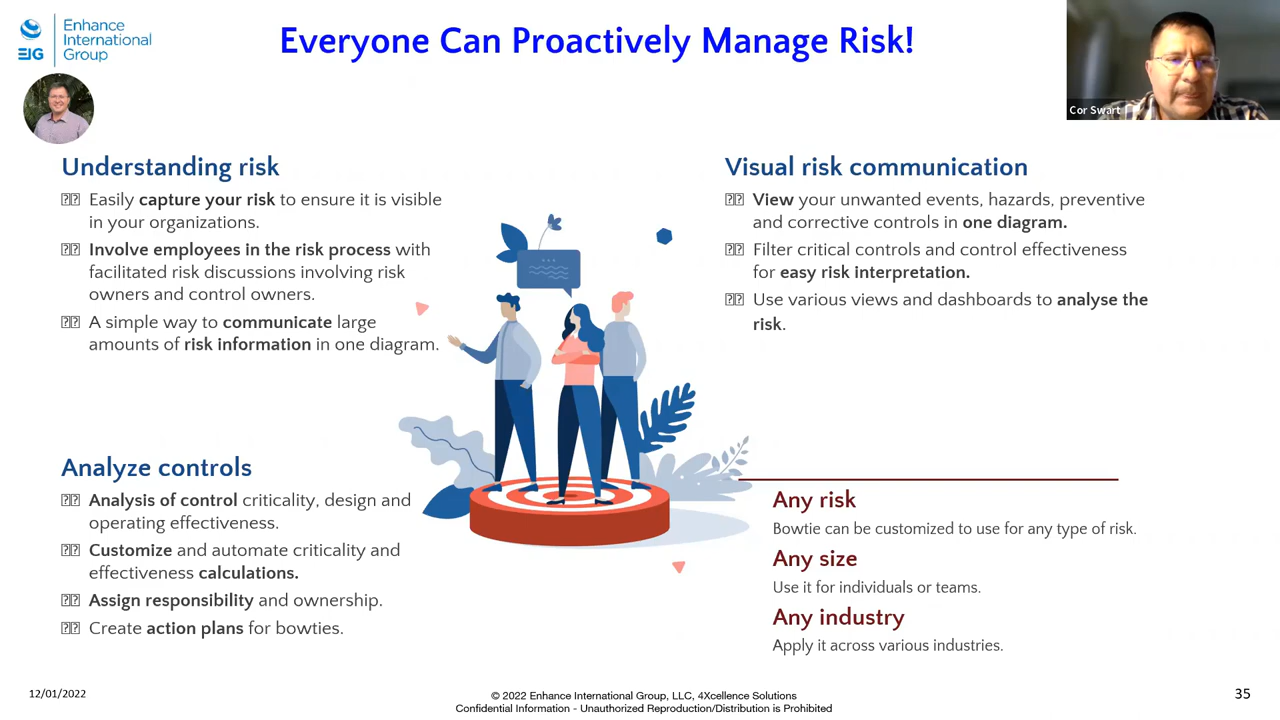 Enhance
International
Group
EIG
Everyone Can Proactively Manage Risk!
Cor Swart
Understanding risk
Easily capture your risk to ensure it is visible
in your organizations.
Involve employees in the risk process with
facilitated risk discussions involving risk
owners and control owners.
A simple way to communicate large
amounts of risk information in one diagram.
Visual risk communication
View your unwanted events, hazards, preventive
and corrective controls in one diagram.
Filter critical controls and control effectiveness
for easy risk interpretation.
Use various views and dashboards to analyse the
risk.
Analyze controls
Analysis of control criticality, design and
operating effectiveness.
Customize and automate criticality and
effectiveness calculations.
Assign responsibility and ownership.
Create action plans for bowties.
Any risk
Bowtie can be customized to use for any type of risk.
Any size
Use it for individuals or teams.
Any industry
Apply it across various industries.
12/01/2022
© 2022 Enhance International Group, LLC, 4Xcellence Solutions
Confidential Information - Unauthorized Reproduction/Distribution is Prohibited
35